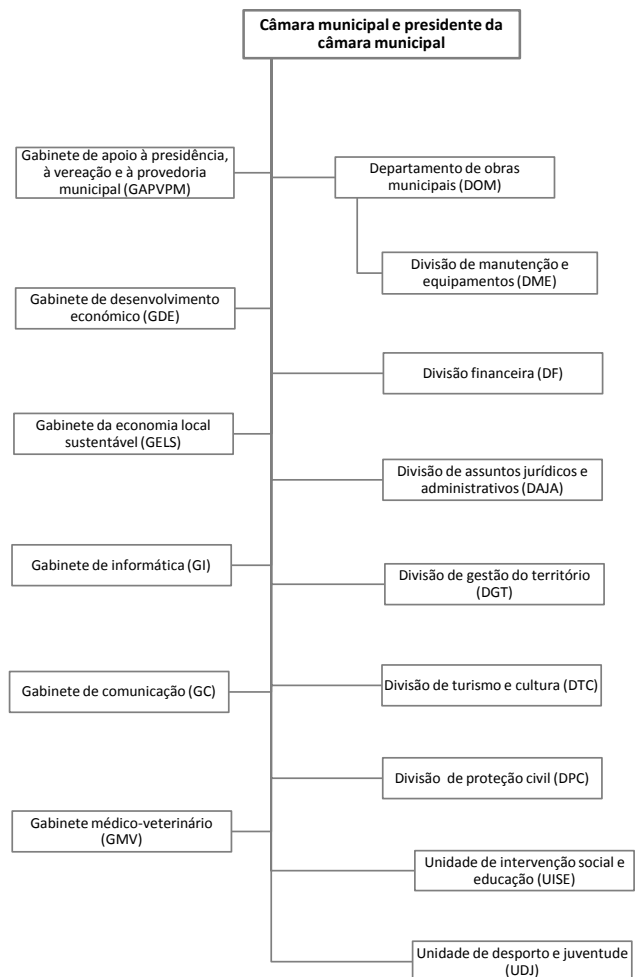 Câmara municipal e presidente da
câmara municipal
Gabinete de apoio à presidência,
à vereação e à provedoria
municipal (GAPVPM)
Departamento de obras
municipais (DOM)
Divisão de manutenção e
equipamentos (DME)
Gabinete de desenvolvimento
económico (GDE)
Divisão financeira (DF)
Gabinete da economia local
sustentável (GELS)
Divisão de assuntos jurídicos e
administrativos (DAJA)
Gabinete de informática (GI)
Divisão de gestão do território
(DGT)
Gabinete de comunicação (GC)
Divisão de turismo e cultura (DTC)
Divisão de proteção civil (DPC)
Gabinete médico-veterinário
(GMV)
Unidade de intervenção social e
educação (UISE)
Unidade de desporto e juventude
(UDJ)